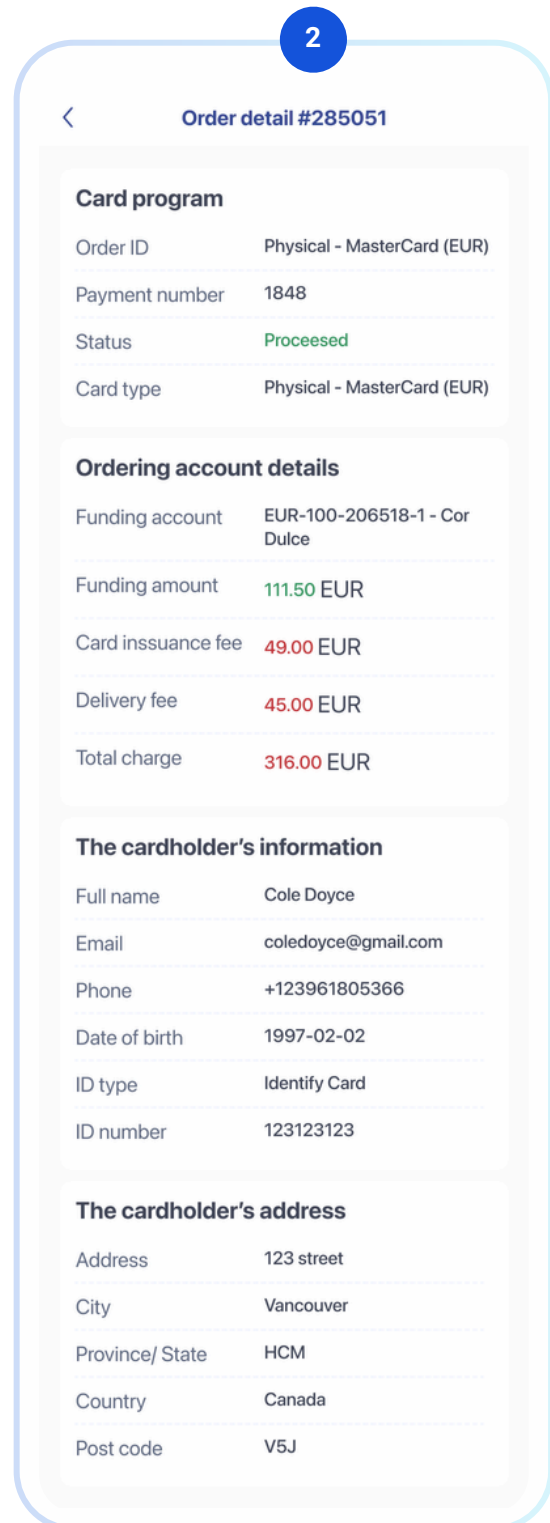 2
Order detail #285051
Card program
Order ID Physical - MasterCard (EUR)
Payment number 1848
Status Proceesed
Card type Physical - MasterCard (EUR)
Ordering account details
Funding account EUR-100-206518-1 - Cor
Dulce
Funding amount 111.50 EUR
Card inssuance fee 49.00 EUR
Delivery fee 45.00 EUR
Total charge 316.00 EUR
The cardholder's information
Full name Cole Doyce
Email coledoyce@gmail.com
Phone +123961805366
Date of birth 1997-02-02
ID type Identify Card
ID number 123123123
The cardholder's address
Address 123 street
City Vancouver
Province/ State HCM
Country Canada
Post code V5J